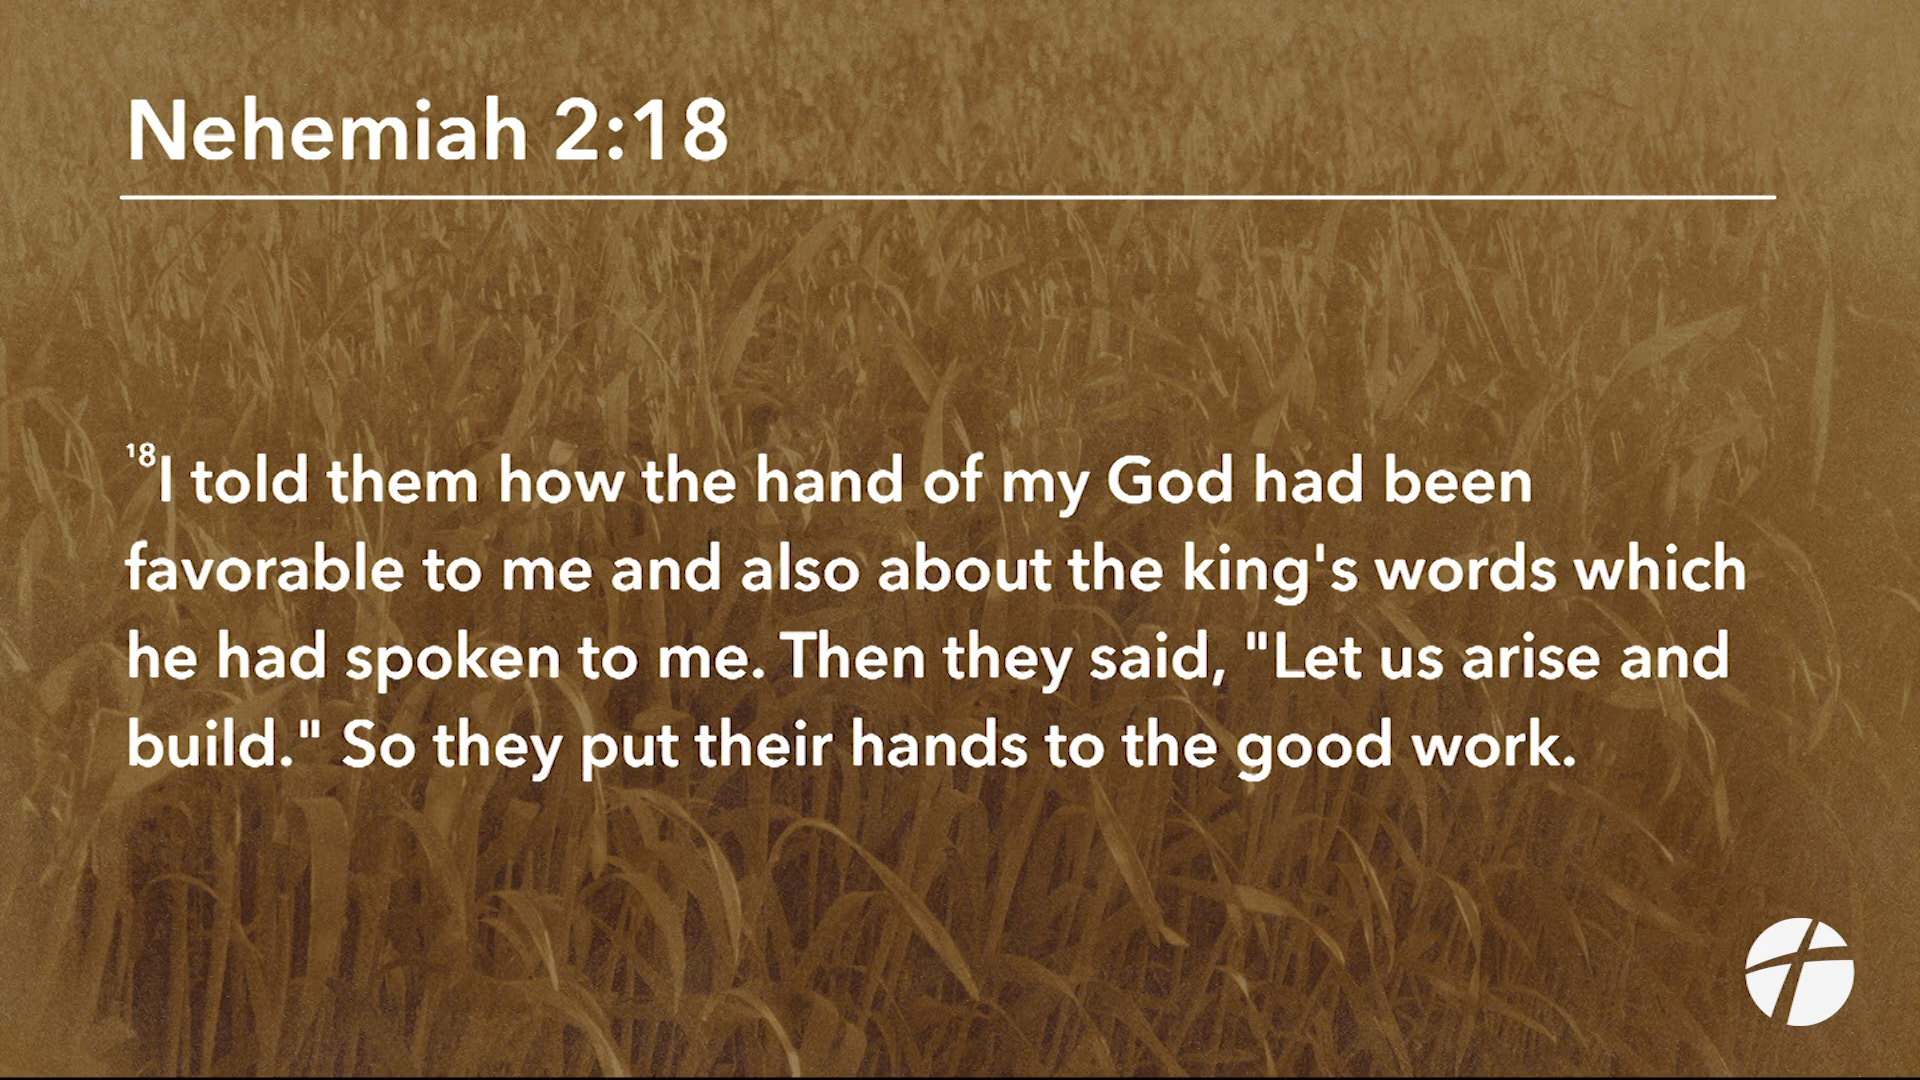 Nehemiah 2:18
¹⁸I told them how the hand of my God had been
favorable to me and also about the king's words which
he had spoken to me. Then they said, "Let us arise and
build." So they put their hands to the good work.